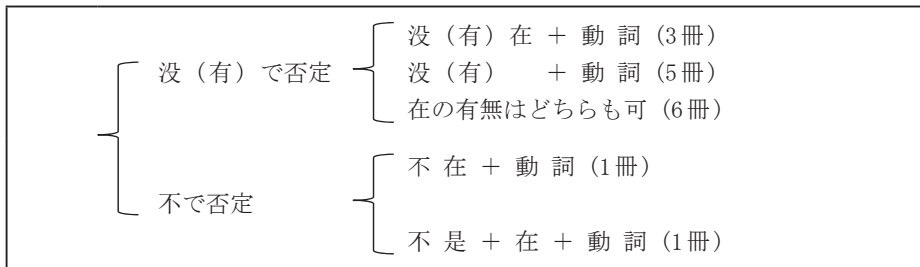 没（有）で否定
没（有）在 ＋ 動 詞（3冊）
没（有）　 ＋ 動 詞（5冊）
在の有無はどちらも可（6冊）
不で否定
不 在 ＋ 動 詞（1冊）
不 是 ＋ 在 ＋ 動 詞（1冊）